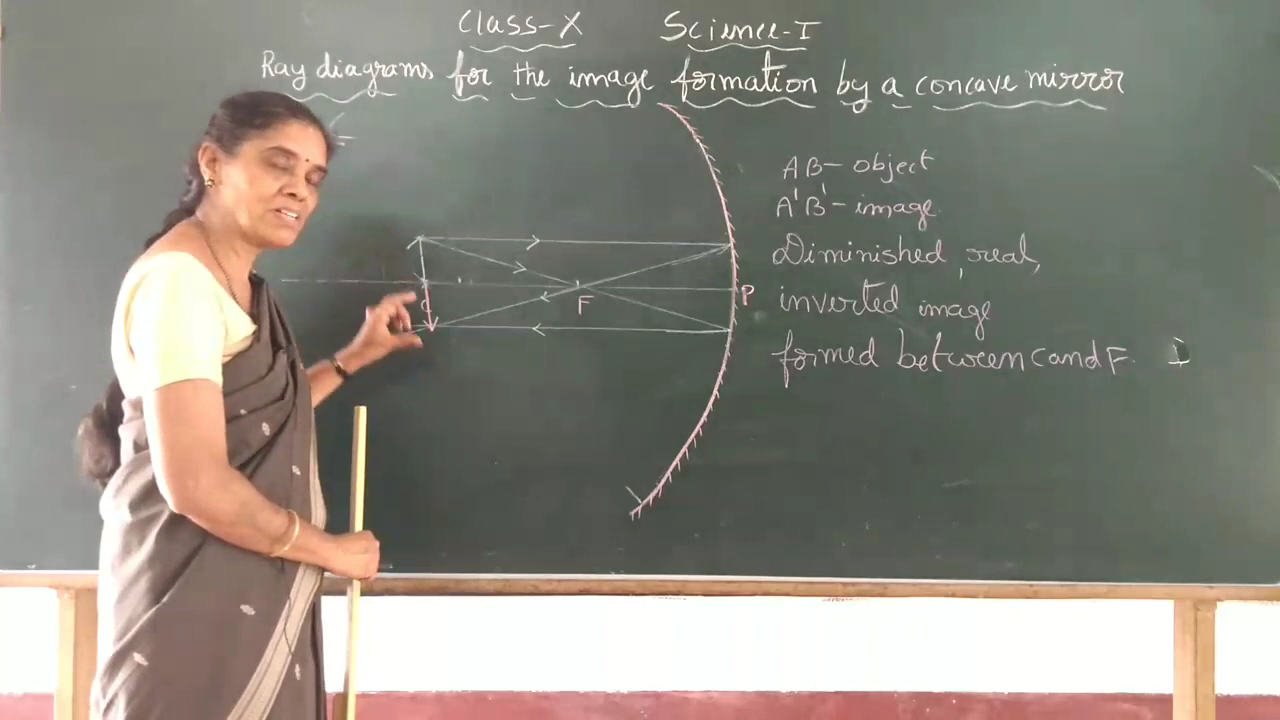 Class-X Science-I
Ray diagrams for the image formation by a concave mirror
AB- object
A'B'- image
Diminished, real,
inverted image
formed between C and F.
F
P